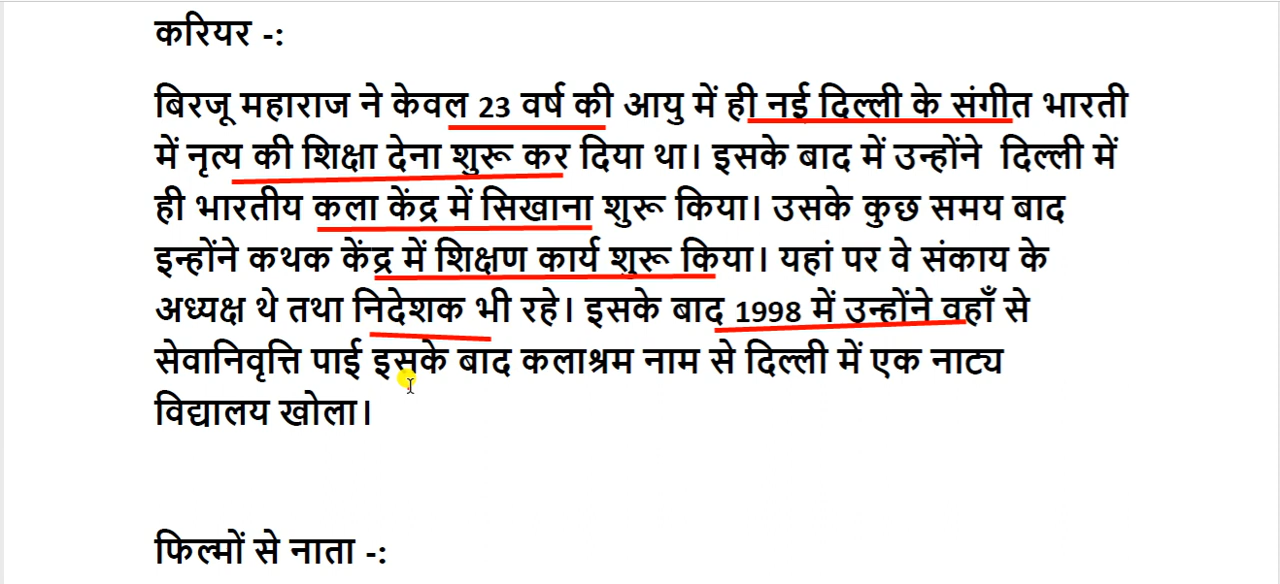 करियर -:
बिरजू महाराज ने केवल 23 वर्ष की आयु में ही नई दिल्ली के संगीत भारती
में नृत्य की शिक्षा देना शुरू कर दिया था। इसके बाद में उन्होंने दिल्ली में
ही भारतीय कला केंद्र में सिखाना शुरू किया। उसके कुछ समय बाद
इन्होंने कथक केंद्र में शिक्षण कार्य शुरू किया। यहां पर वे संकाय के
अध्यक्ष थे तथा निदेशक भी रहे। इसके बाद 1998 में उन्होंने वहाँ से
सेवानिवृत्ति पाई इसके बाद कलाश्रम नाम से दिल्ली में एक नाट्य
विद्यालय खोला।
फिल्मों से नाता -: